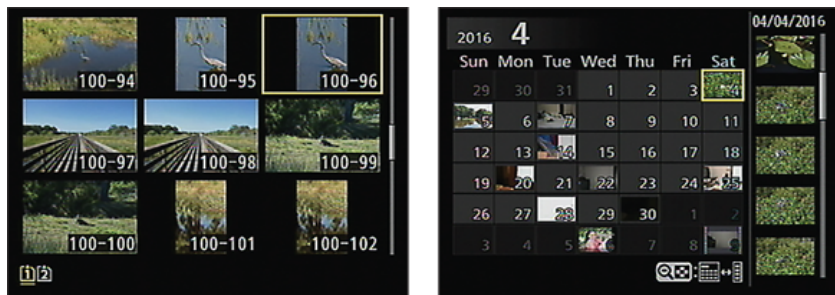 100-94 100-95 100-96
100-97 100-98 100-99
100-100 100-101 100-102
1 2
2016 4
04/04/2016
Sun Mon Tue Wed Thu Fri Sat
29 30 31 1 2 3 4
5 6 7 8 9 10 11
12 13 14 15 16 17 18
19 20 21 22 23 24 25
26 27 28 29 30 1 2
3 4 5 6 7 8 9